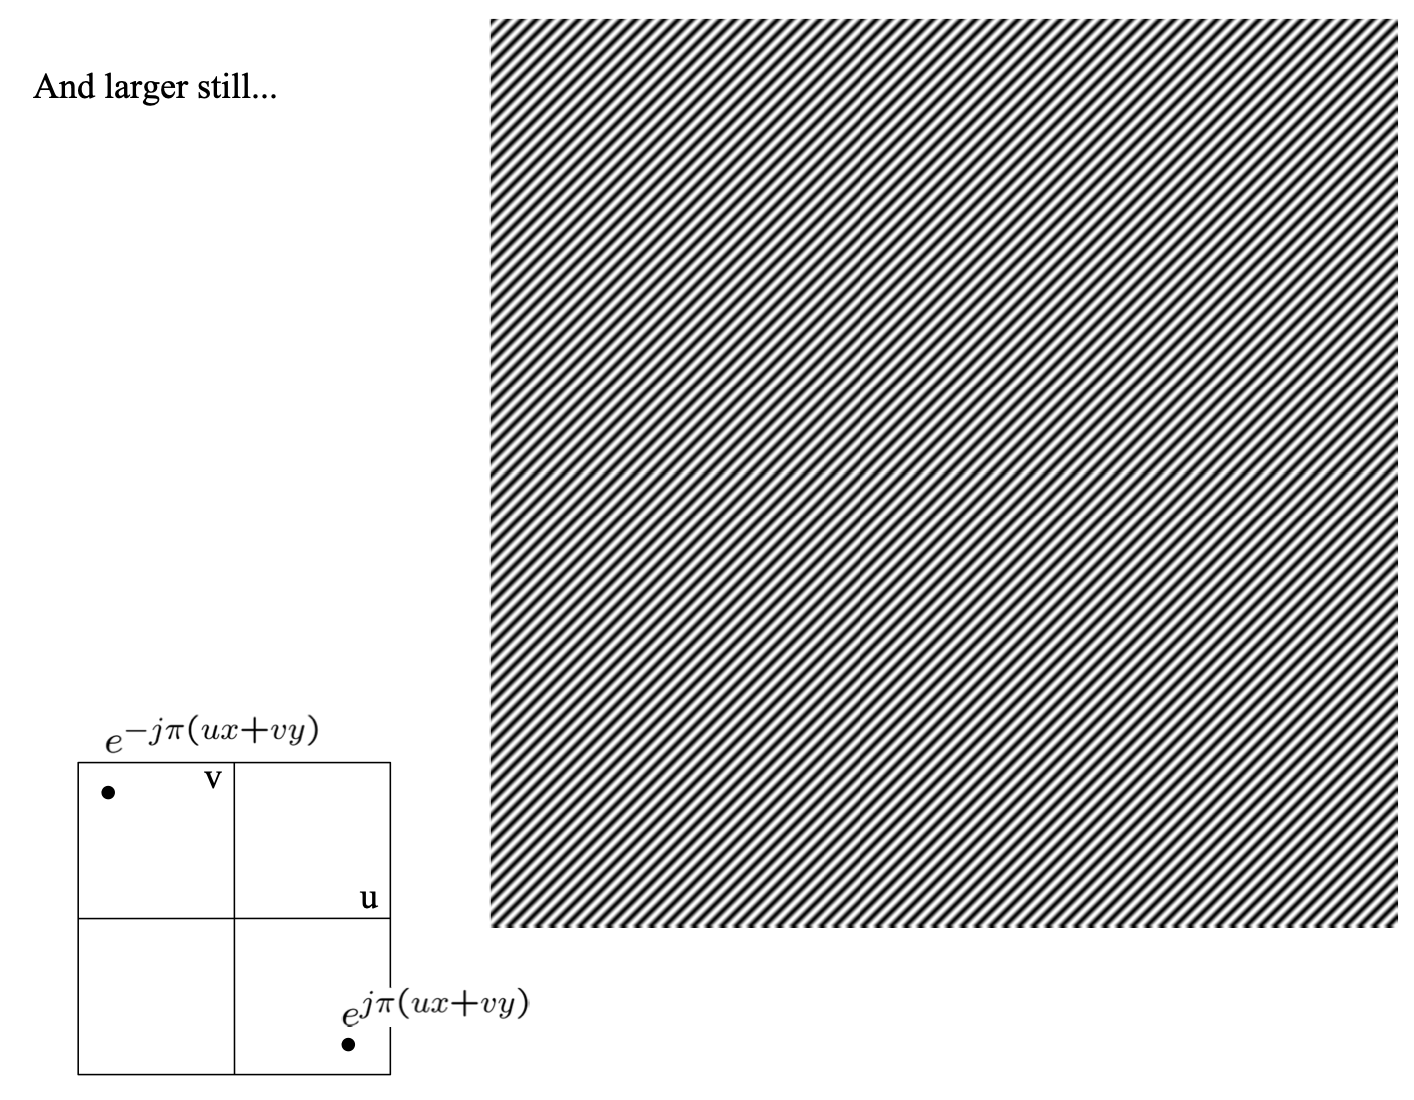 And larger still...
e^{-jπ(ux+vy)}
v
u
e^{jπ(ux+vy)}